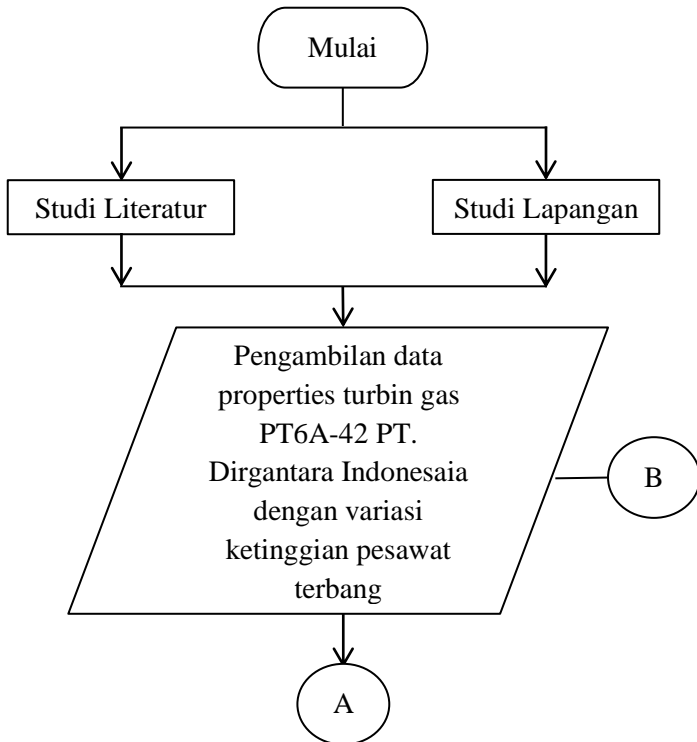 Mulai
Studi Literatur
Studi Lapangan
Pengambilan data
properties turbin gas
PT6A-42 PT.
Dirgantara Indonesaia
dengan variasi
ketinggian pesawat
terbang
B
A